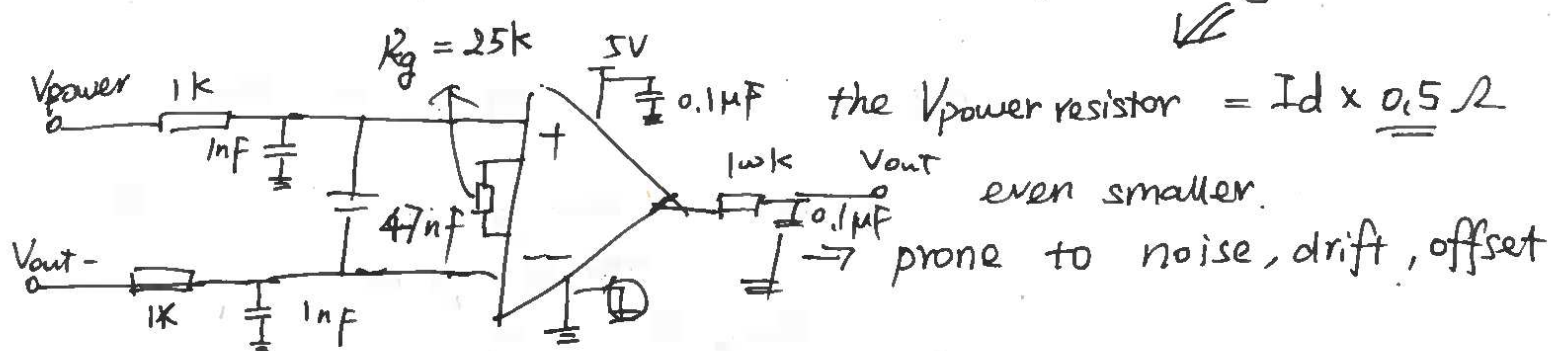 Rg = 25k
5V
Vpower
1k
0.1µF
the Vpower resistor = Id x 0,5 Ω
1nF
+
100k
Vout
even smaller.
47nf
0.1µF
Vout-
−
⇒ prone to noise, drift, offset
1K
1nF